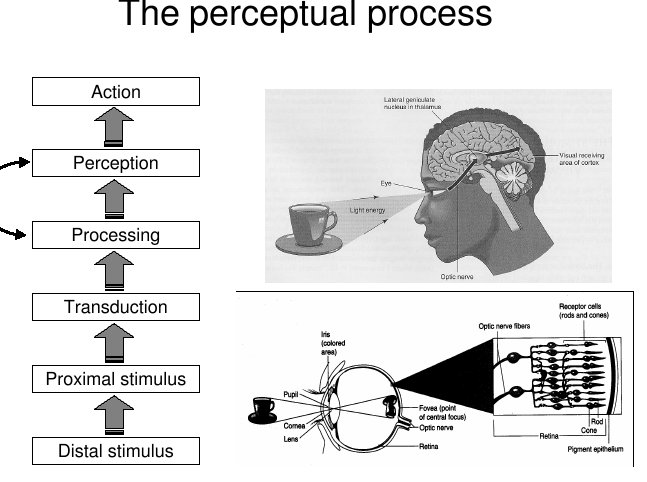 The perceptual process
Action
Perception
Processing
Transduction
Proximal stimulus
Distal stimulus
Lateral geniculate
nucleus in thalamus
Visual receiving
area of cortex
Eye
Light energy
Optic nerve
Receptor cells
(rods and cones)
Optic nerve fibers
Iris
(colored
area)
Pupil
Cornea
Lens
Fovea (point
of central focus)
Optic nerve
Retina
Retina
Rod
Cone
Pigment epithelium